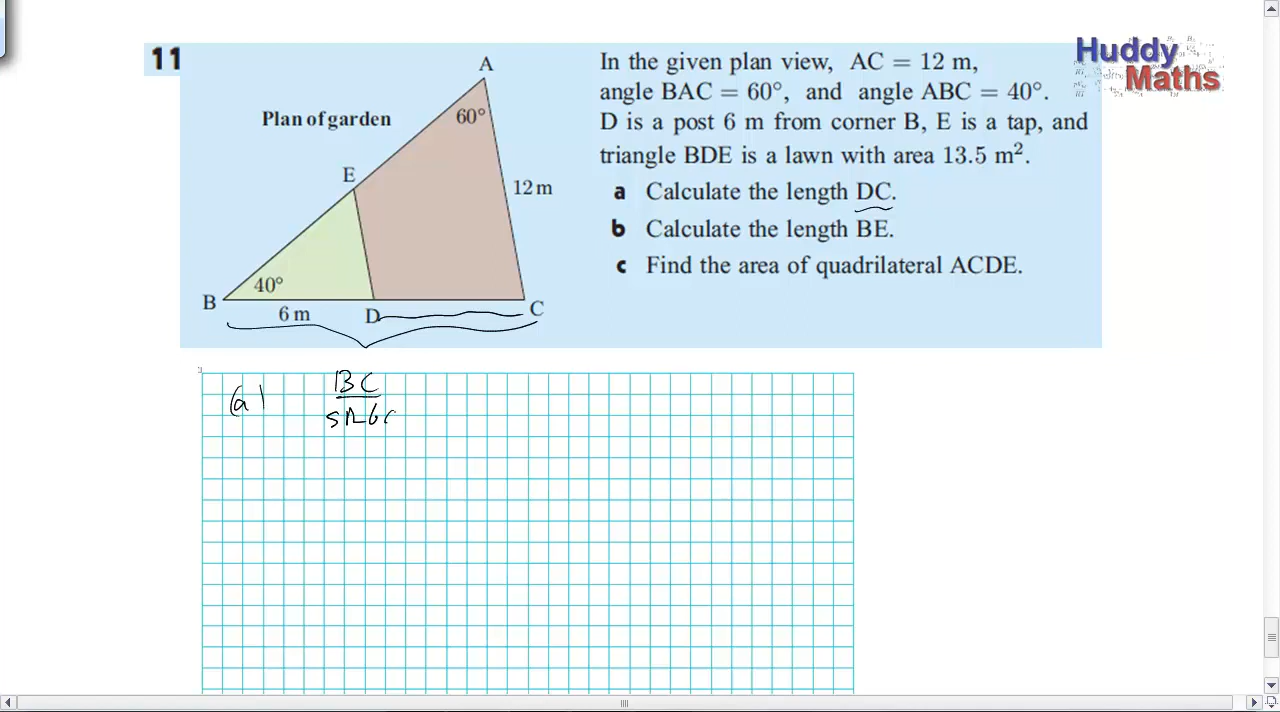 11
Huddy
Maths
Plan of garden
A
60°
E
12 m
40°
B
6 m
D
C
In the given plan view, AC = 12 m,
angle BAC = 60°, and angle ABC = 40°.
D is a post 6 m from corner B, E is a tap, and
triangle BDE is a lawn with area 13.5 m².
a Calculate the length DC.
b Calculate the length BE.
c Find the area of quadrilateral ACDE.
(a)
BC
sin60